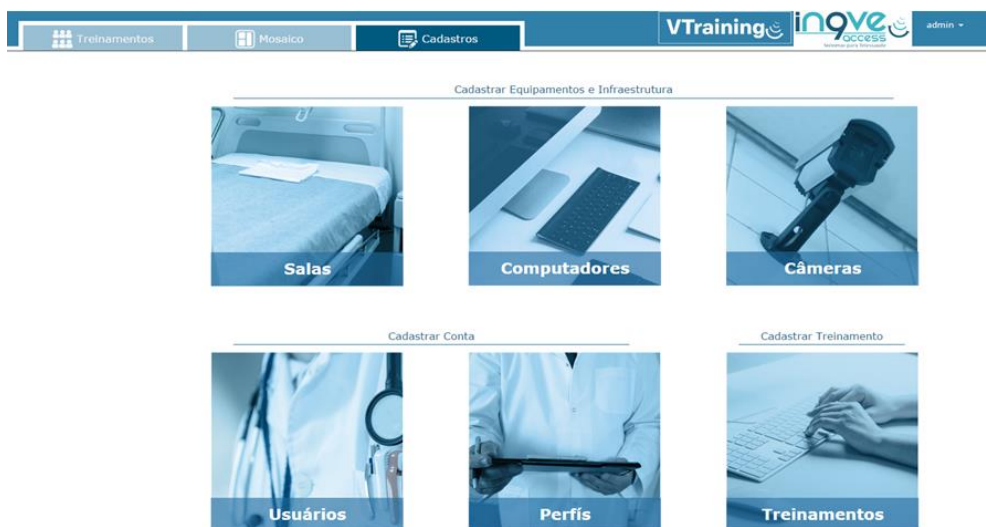 Treinamentos
Mosaico
Cadastros
VTraining
inove
access
admin
Cadastrar Equipamentos e Infraestrutura
Salas
Computadores
Câmeras
Cadastrar Conta
Cadastrar Treinamento
Usuários
Perfís
Treinamentos